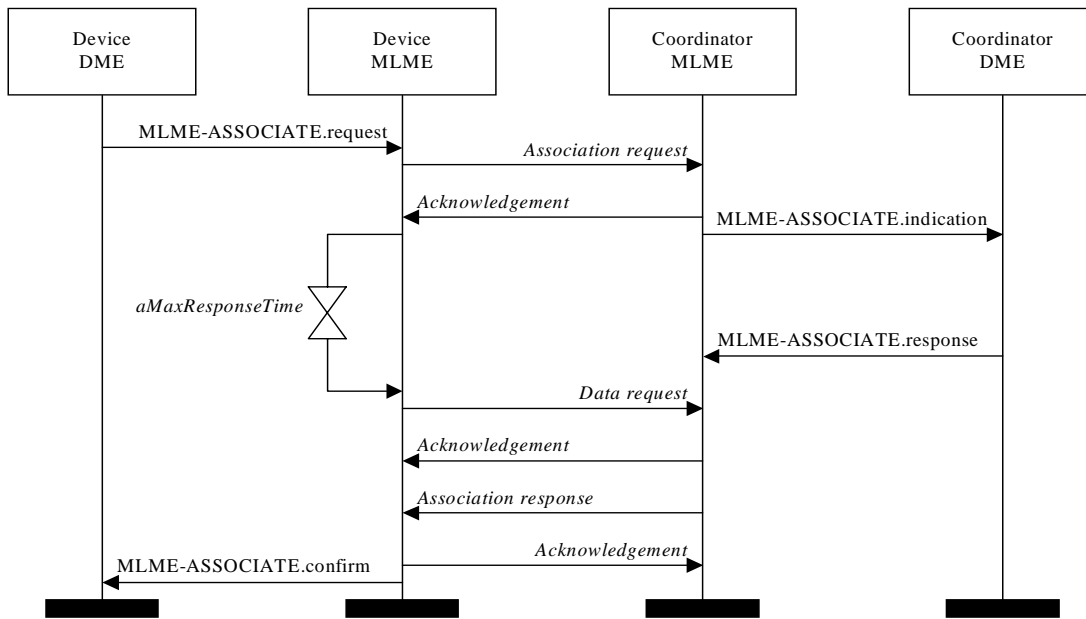 Device
DME
Device
MLME
Coordinator
MLME
Coordinator
DME
MLME-ASSOCIATE.request
Association request
Acknowledgement
MLME-ASSOCIATE.indication
aMaxResponseTime
MLME-ASSOCIATE.response
Data request
Acknowledgement
Association response
Acknowledgement
MLME-ASSOCIATE.confirm